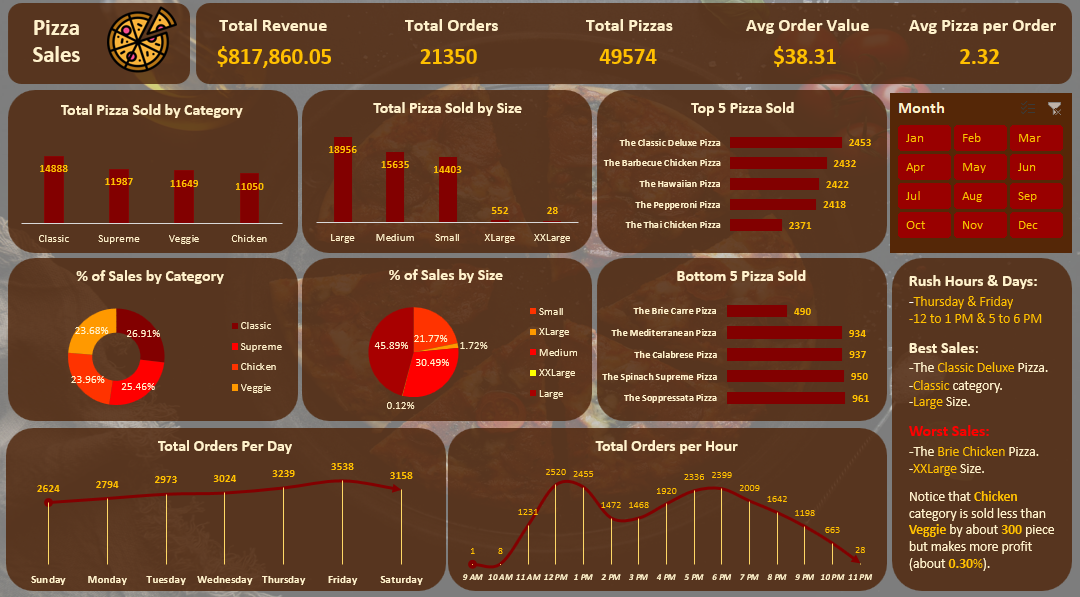 Pizza
Sales
Total Revenue
$817,860.05
Total Orders
21350
Total Pizzas
49574
Avg Order Value
$38.31
Avg Pizza per Order
2.32
Total Pizza Sold by Category
14888
11987
11649
11050
Classic
Supreme
Veggie
Chicken
Total Pizza Sold by Size
18956
15635
14403
552
28
Large
Medium
Small
XLarge
XXLarge
Top 5 Pizza Sold
The Classic Deluxe Pizza 2453
The Barbecue Chicken Pizza 2432
The Hawaiian Pizza 2422
The Pepperoni Pizza 2418
The Thai Chicken Pizza 2371
Month
Jan Feb Mar
Apr May Jun
Jul Aug Sep
Oct Nov Dec
% of Sales by Category
23.68%
26.91%
23.96%
25.46%
Classic
Supreme
Chicken
Veggie
% of Sales by Size
21.77%
45.89%
1.72%
30.49%
0.12%
Small
XLarge
Medium
XXLarge
Large
Bottom 5 Pizza Sold
The Brie Carre Pizza 490
The Mediterranean Pizza 934
The Calabrese Pizza 937
The Spinach Supreme Pizza 950
The Soppressata Pizza 961
Rush Hours & Days:
-Thursday & Friday
-12 to 1 PM & 5 to 6 PM
Best Sales:
-The Classic Deluxe Pizza.
-Classic category.
-Large Size.
Worst Sales:
-The Brie Chicken Pizza.
-XXLarge Size.
Notice that Chicken
category is sold less than
Veggie by about 300 piece
but makes more profit
(about 0.30%).
Total Orders Per Day
2624
2794
2973
3024
3239
3538
3158
Sunday
Monday
Tuesday
Wednesday
Thursday
Friday
Saturday
Total Orders per Hour
1
8
1231
2520
2455
1472
1468
1920
2336
2399
2009
1642
1198
663
28
9 AM
10 AM
11 AM
12 PM
1 PM
2 PM
3 PM
4 PM
5 PM
6 PM
7 PM
8 PM
9 PM
10 PM
11 PM